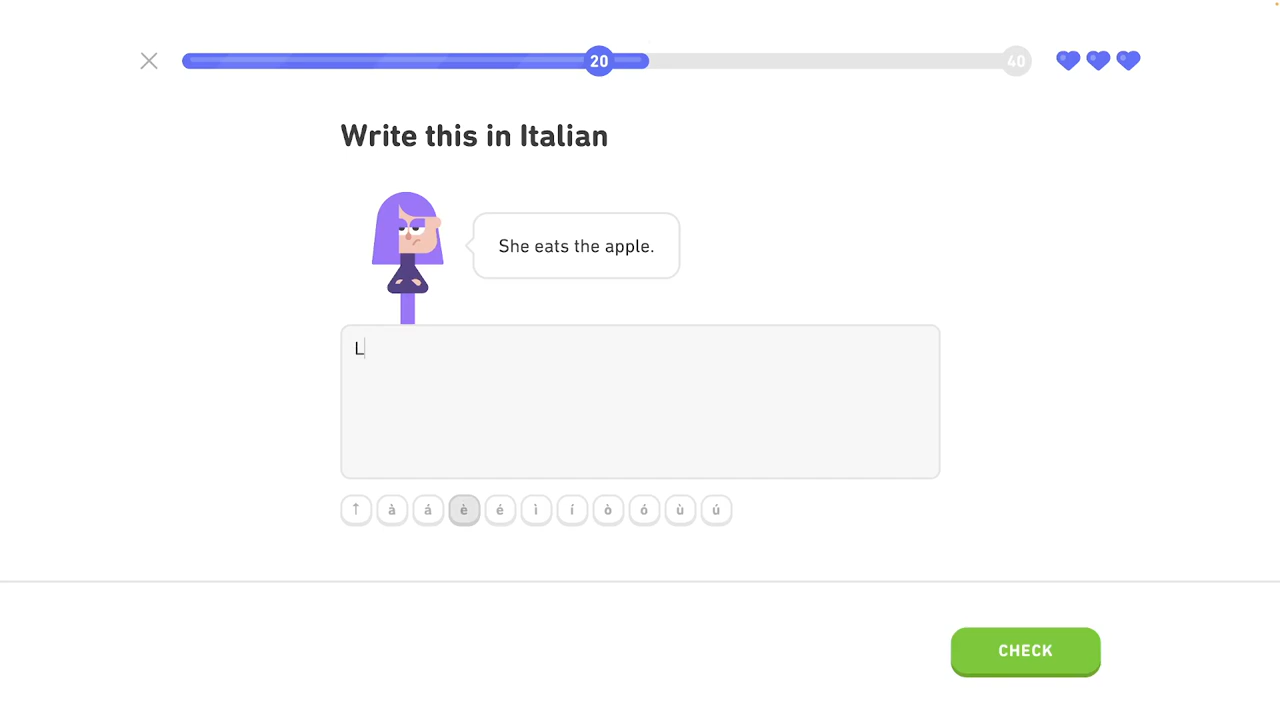 20
40
Write this in Italian
She eats the apple.
L
↑ à á è é ì í ò ó ù ú
CHECK